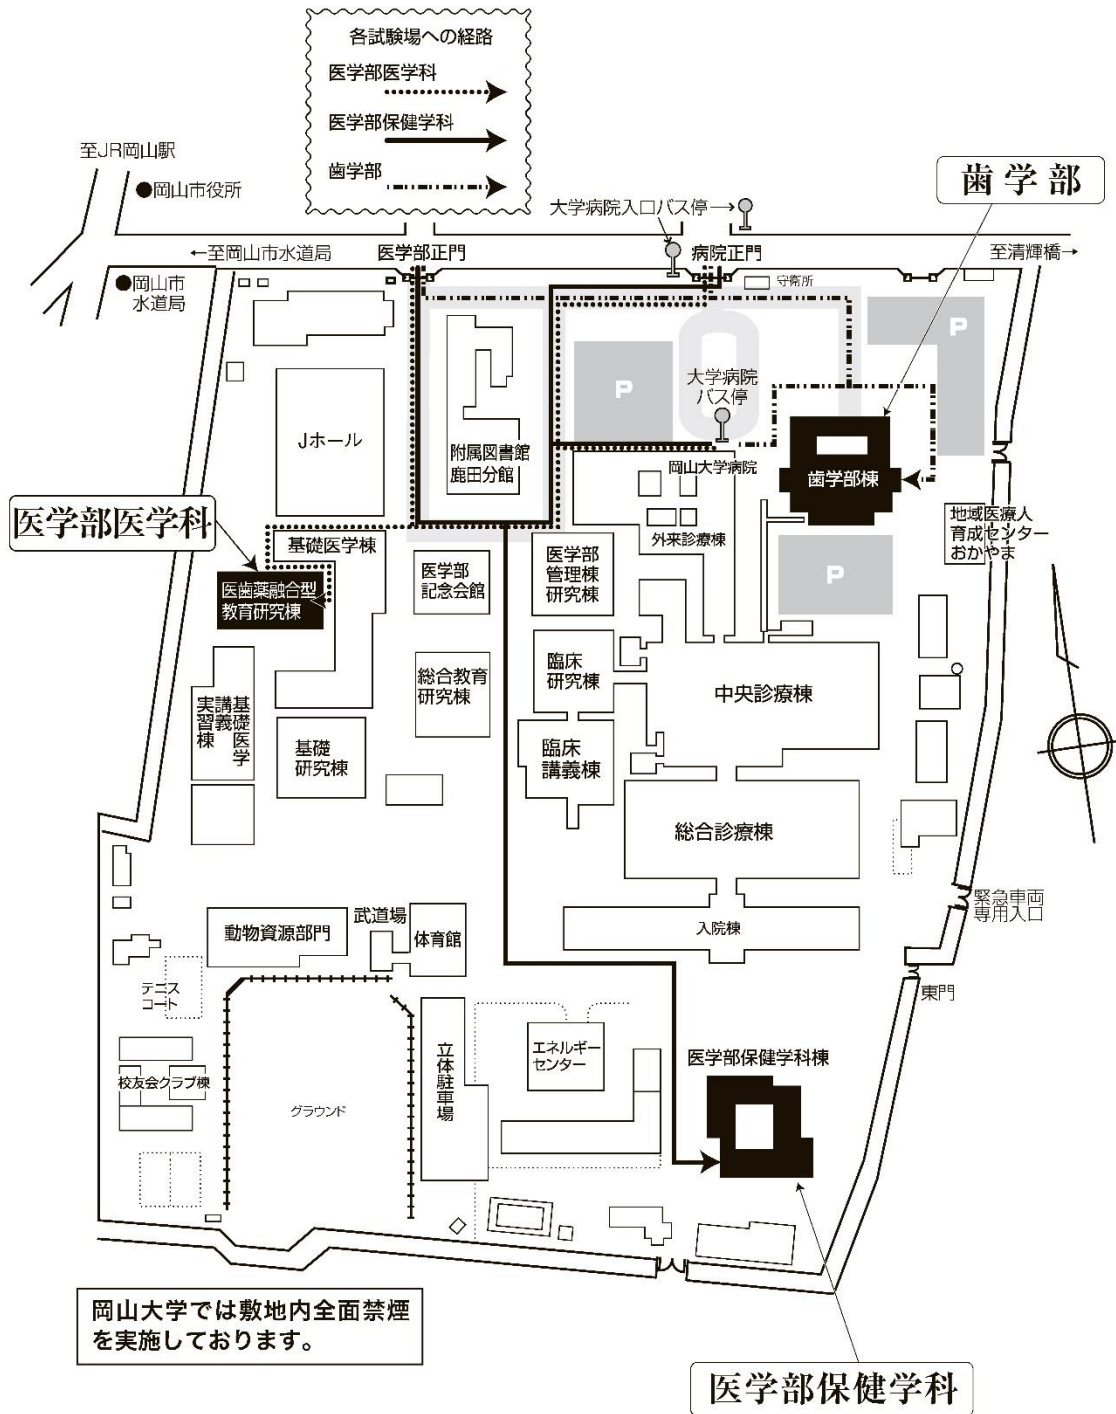 各試験場への経路
医学部医学科
医学部保健学科
歯学部
至JR岡山駅
●岡山市役所
歯学部
大学病院入口バス停→
←至岡山市水道局
医学部正門
病院正門
至清輝橋→
●岡山市
水道局
守衛所
P
P
大学病院
バス停
Jホール
附属図書館
鹿田分館
岡山大学病院
歯学部棟
医学部医学科
基礎医学棟
外来診療棟
地域医療人
育成センター
おかやま
医歯薬融合型
教育研究棟
医学部
記念会館
医学部
管理棟
研究棟
P
臨床
研究棟
総合教育
研究棟
中央診療棟
基礎医学
講義
実習棟
基礎
研究棟
臨床
講義棟
総合診療棟
緊急車両
専用入口
動物資源部門
武道場
体育館
入院棟
テニス
コート
東門
立体駐車場
エネルギー
センター
医学部保健学科棟
校友会クラブ棟
グラウンド
岡山大学では敷地内全面禁煙
を実施しております。
医学部保健学科